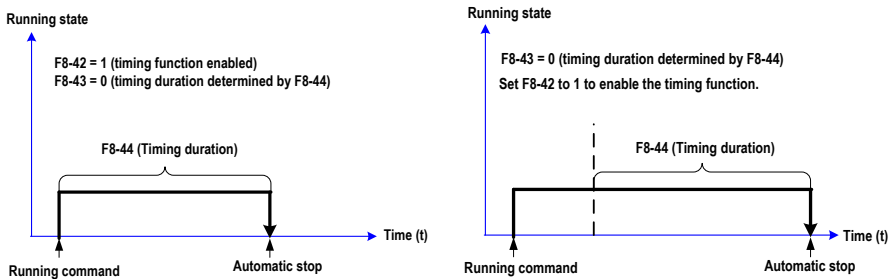 Running state
F8-42 = 1 (timing function enabled)
F8-43 = 0 (timing duration determined by F8-44)
F8-44 (Timing duration)
Time (t)
Running command
Automatic stop
Running state
F8-43 = 0 (timing duration determined by F8-44)
Set F8-42 to 1 to enable the timing function.
F8-44 (Timing duration)
Time (t)
Running command
Automatic stop